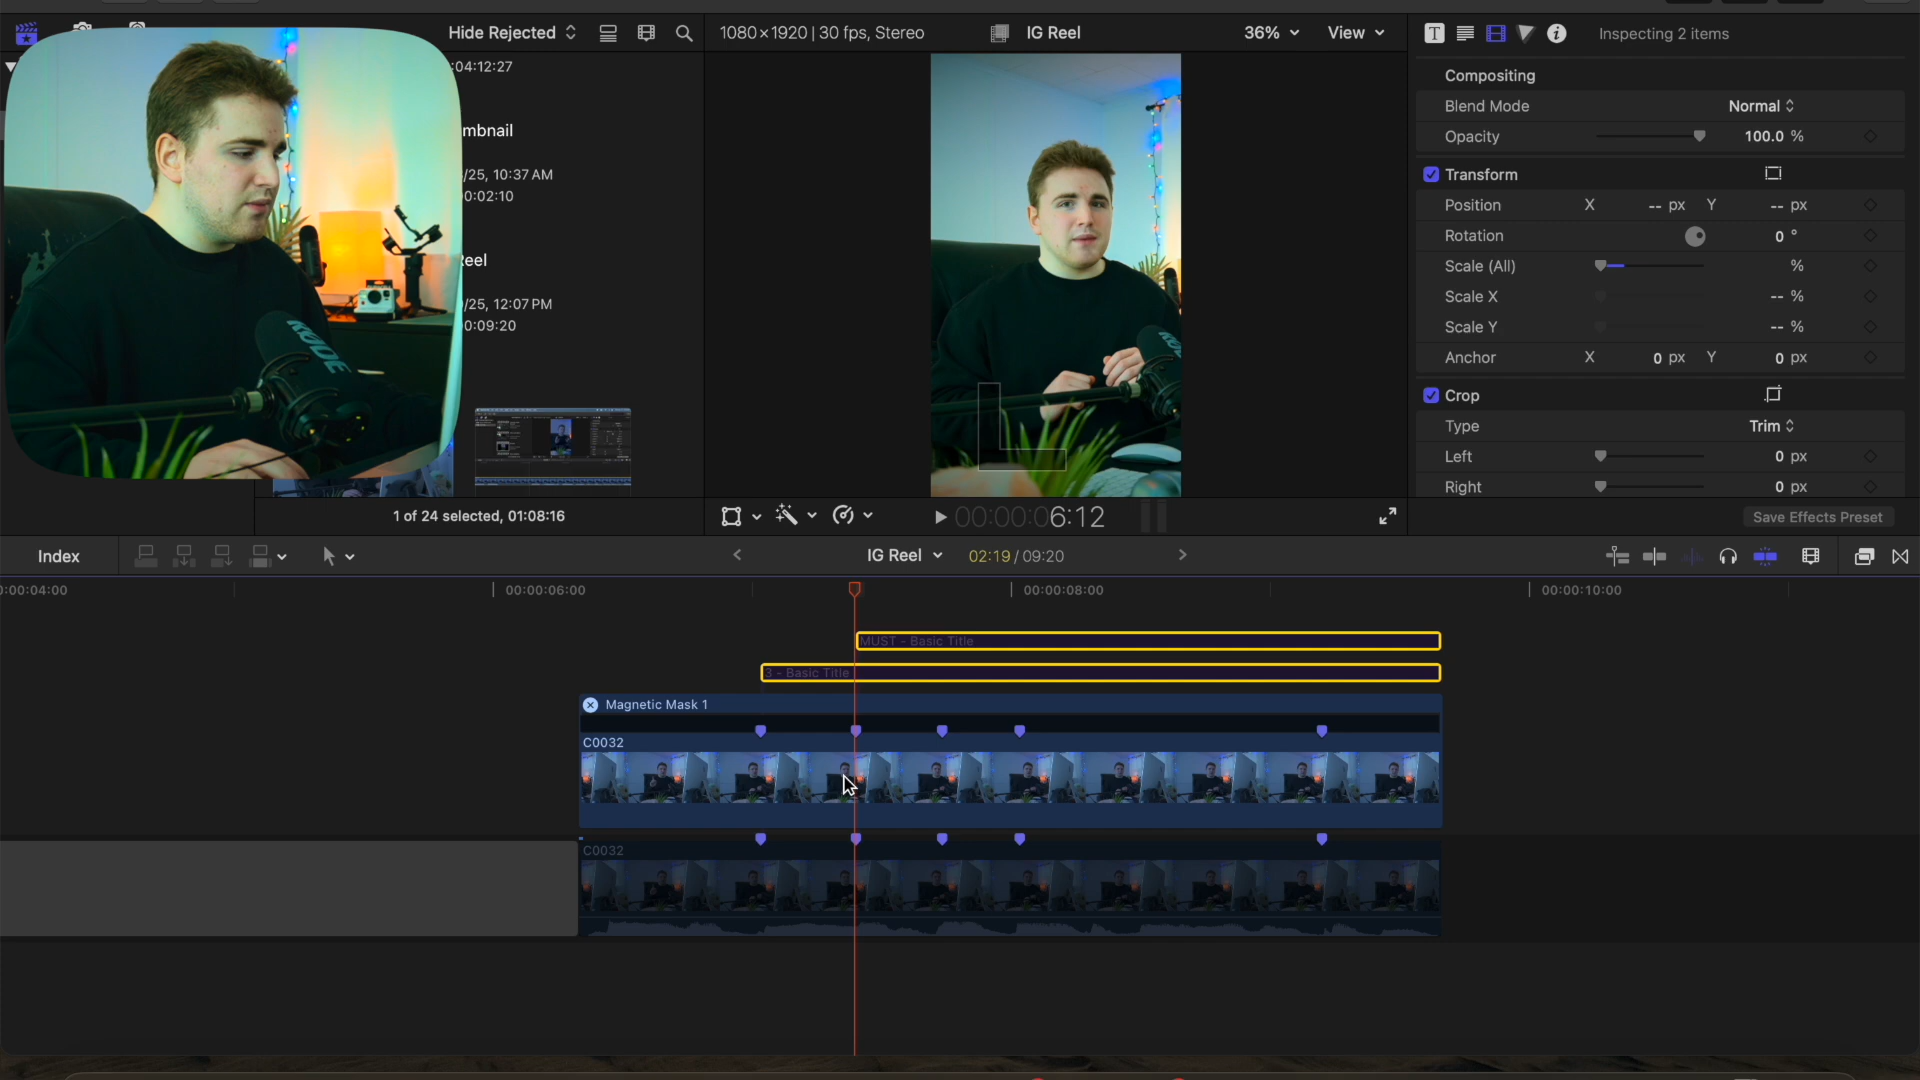 Hide Rejected
1080×1920 | 30 fps, Stereo
IG Reel
36%
View
Inspecting 2 items
:04:12:27
mbnail
/25, 10:37 AM
0:02:10
Reel
/25, 12:07 PM
0:09:20
RØDE
Compositing
Blend Mode
Normal
Opacity
100.0 %
Transform
Position
X
-- px
Y
-- px
Rotation
0 °
Scale (All)
%
Scale X
-- %
Scale Y
-- %
Anchor
X
0 px
Y
0 px
Crop
Type
Trim
Left
0 px
Right
0 px
1 of 24 selected, 01:08:16
00:00:06:12
Save Effects Preset
Index
IG Reel
02:19 / 09:20
0:00:04:00
00:00:06:00
00:00:08:00
00:00:10:00
MUST - Basic Title
3 - Basic Title
Magnetic Mask 1
C0032
C0032